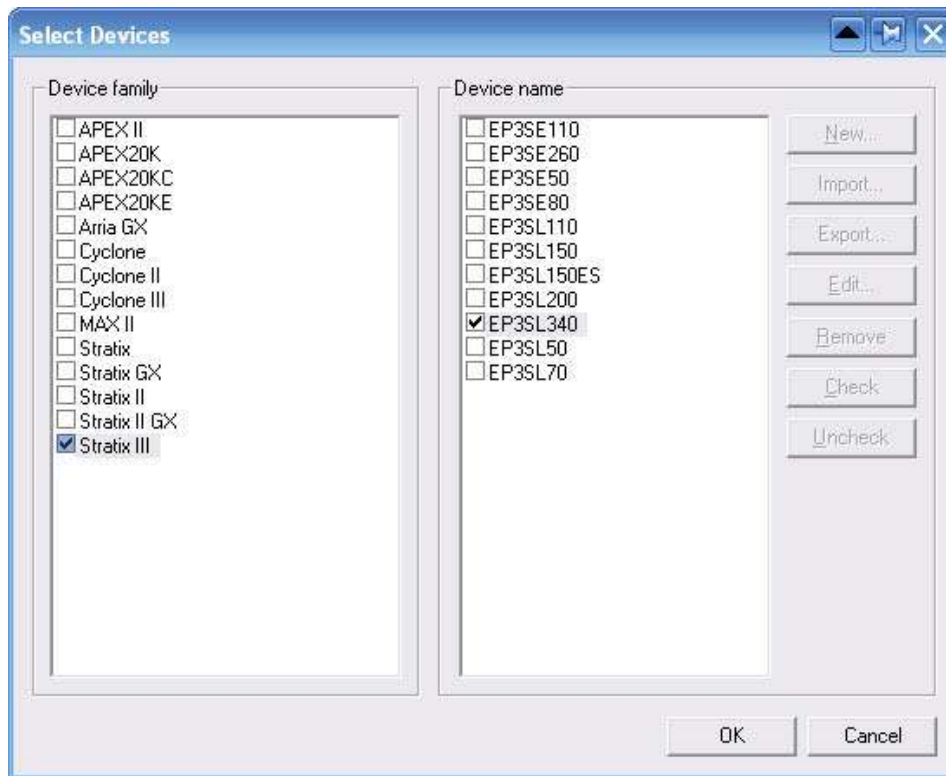 Select Devices
Device family
APEX II
APEX20K
APEX20KC
APEX20KE
Arria GX
Cyclone
Cyclone II
Cyclone III
MAX II
Stratix
Stratix GX
Stratix II
Stratix II GX
Stratix III
Device name
EP3SE110
EP3SE260
EP3SE50
EP3SE80
EP3SL110
EP3SL150
EP3SL150ES
EP3SL200
EP3SL340
EP3SL50
EP3SL70
New...
Import...
Export...
Edit...
Remove
Check
Uncheck
OK
Cancel